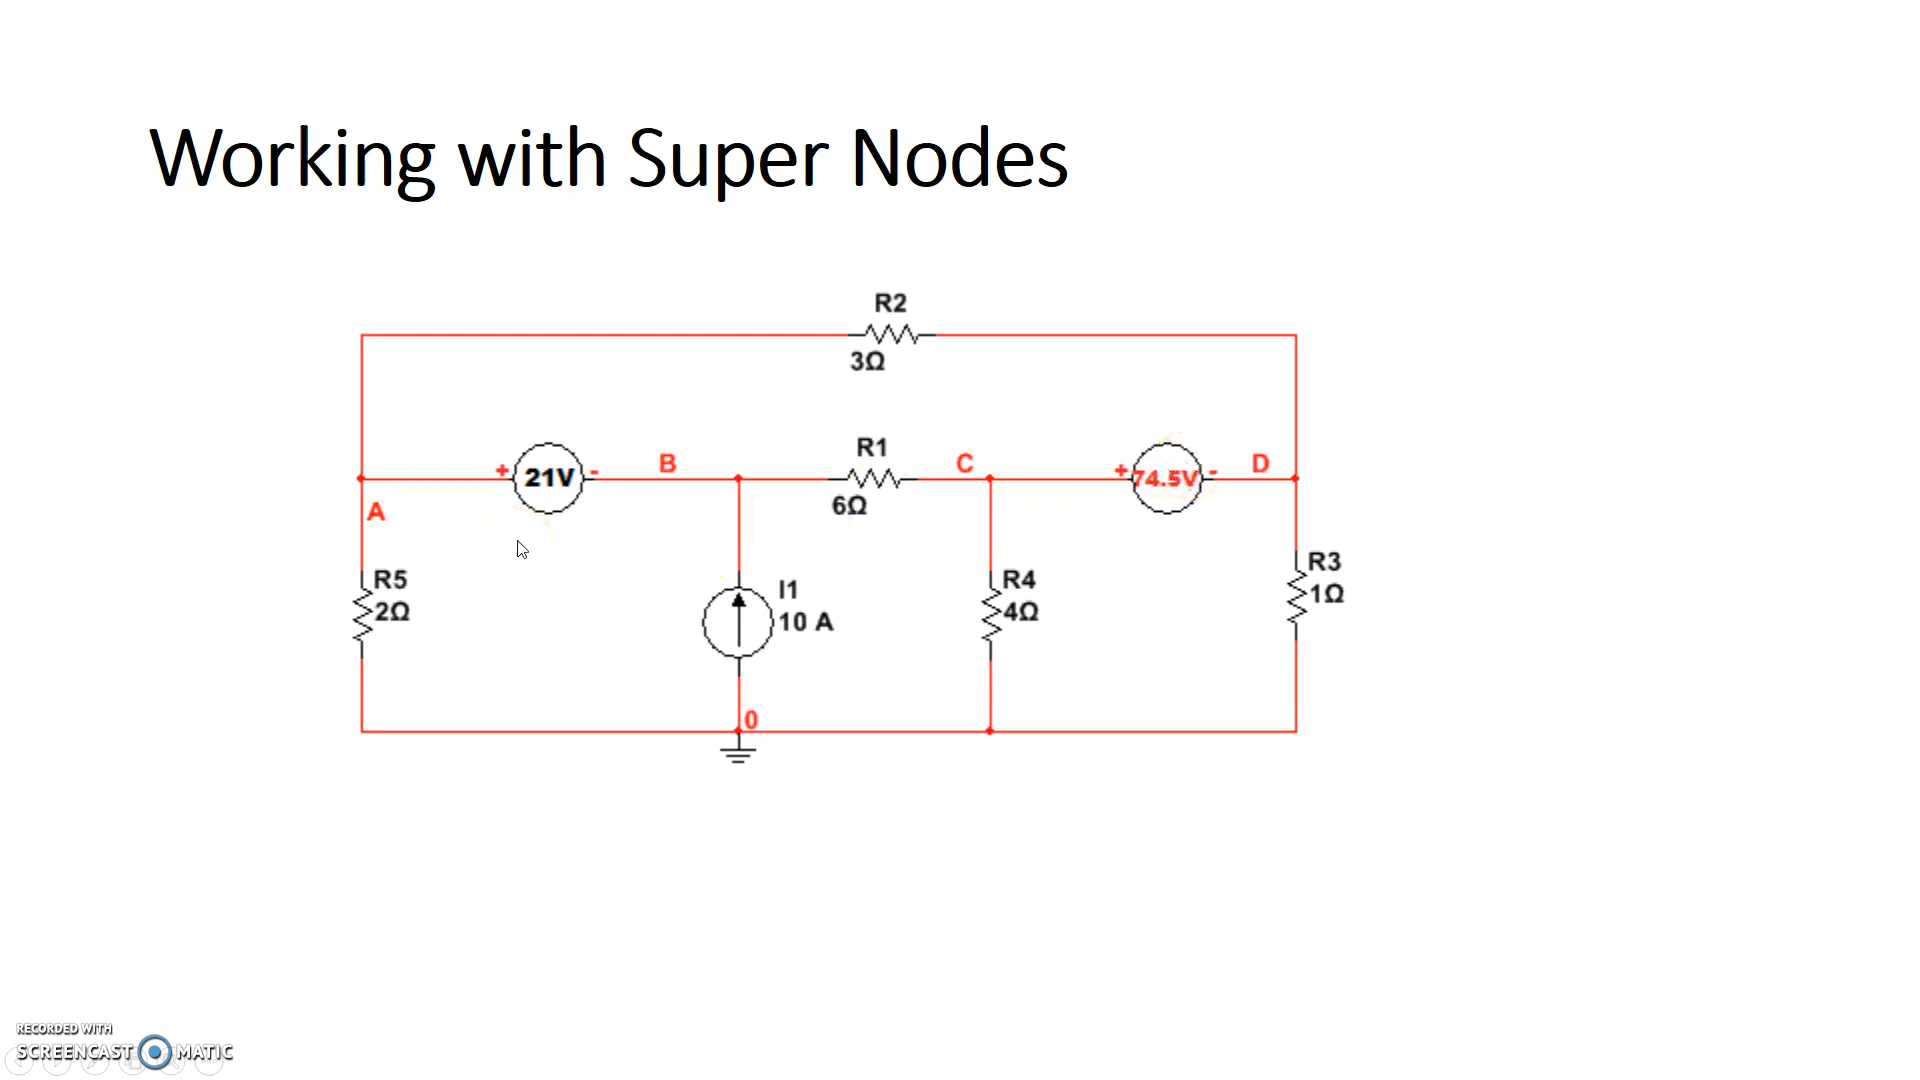 Working with Super Nodes
R2
3Ω
+ 21V -
B
R1
6Ω
C
+ 74.5V -
D
A
R5
2Ω
I1
10 A
R4
4Ω
R3
1Ω
0
RECORDED WITH
SCREENCAST MATIC